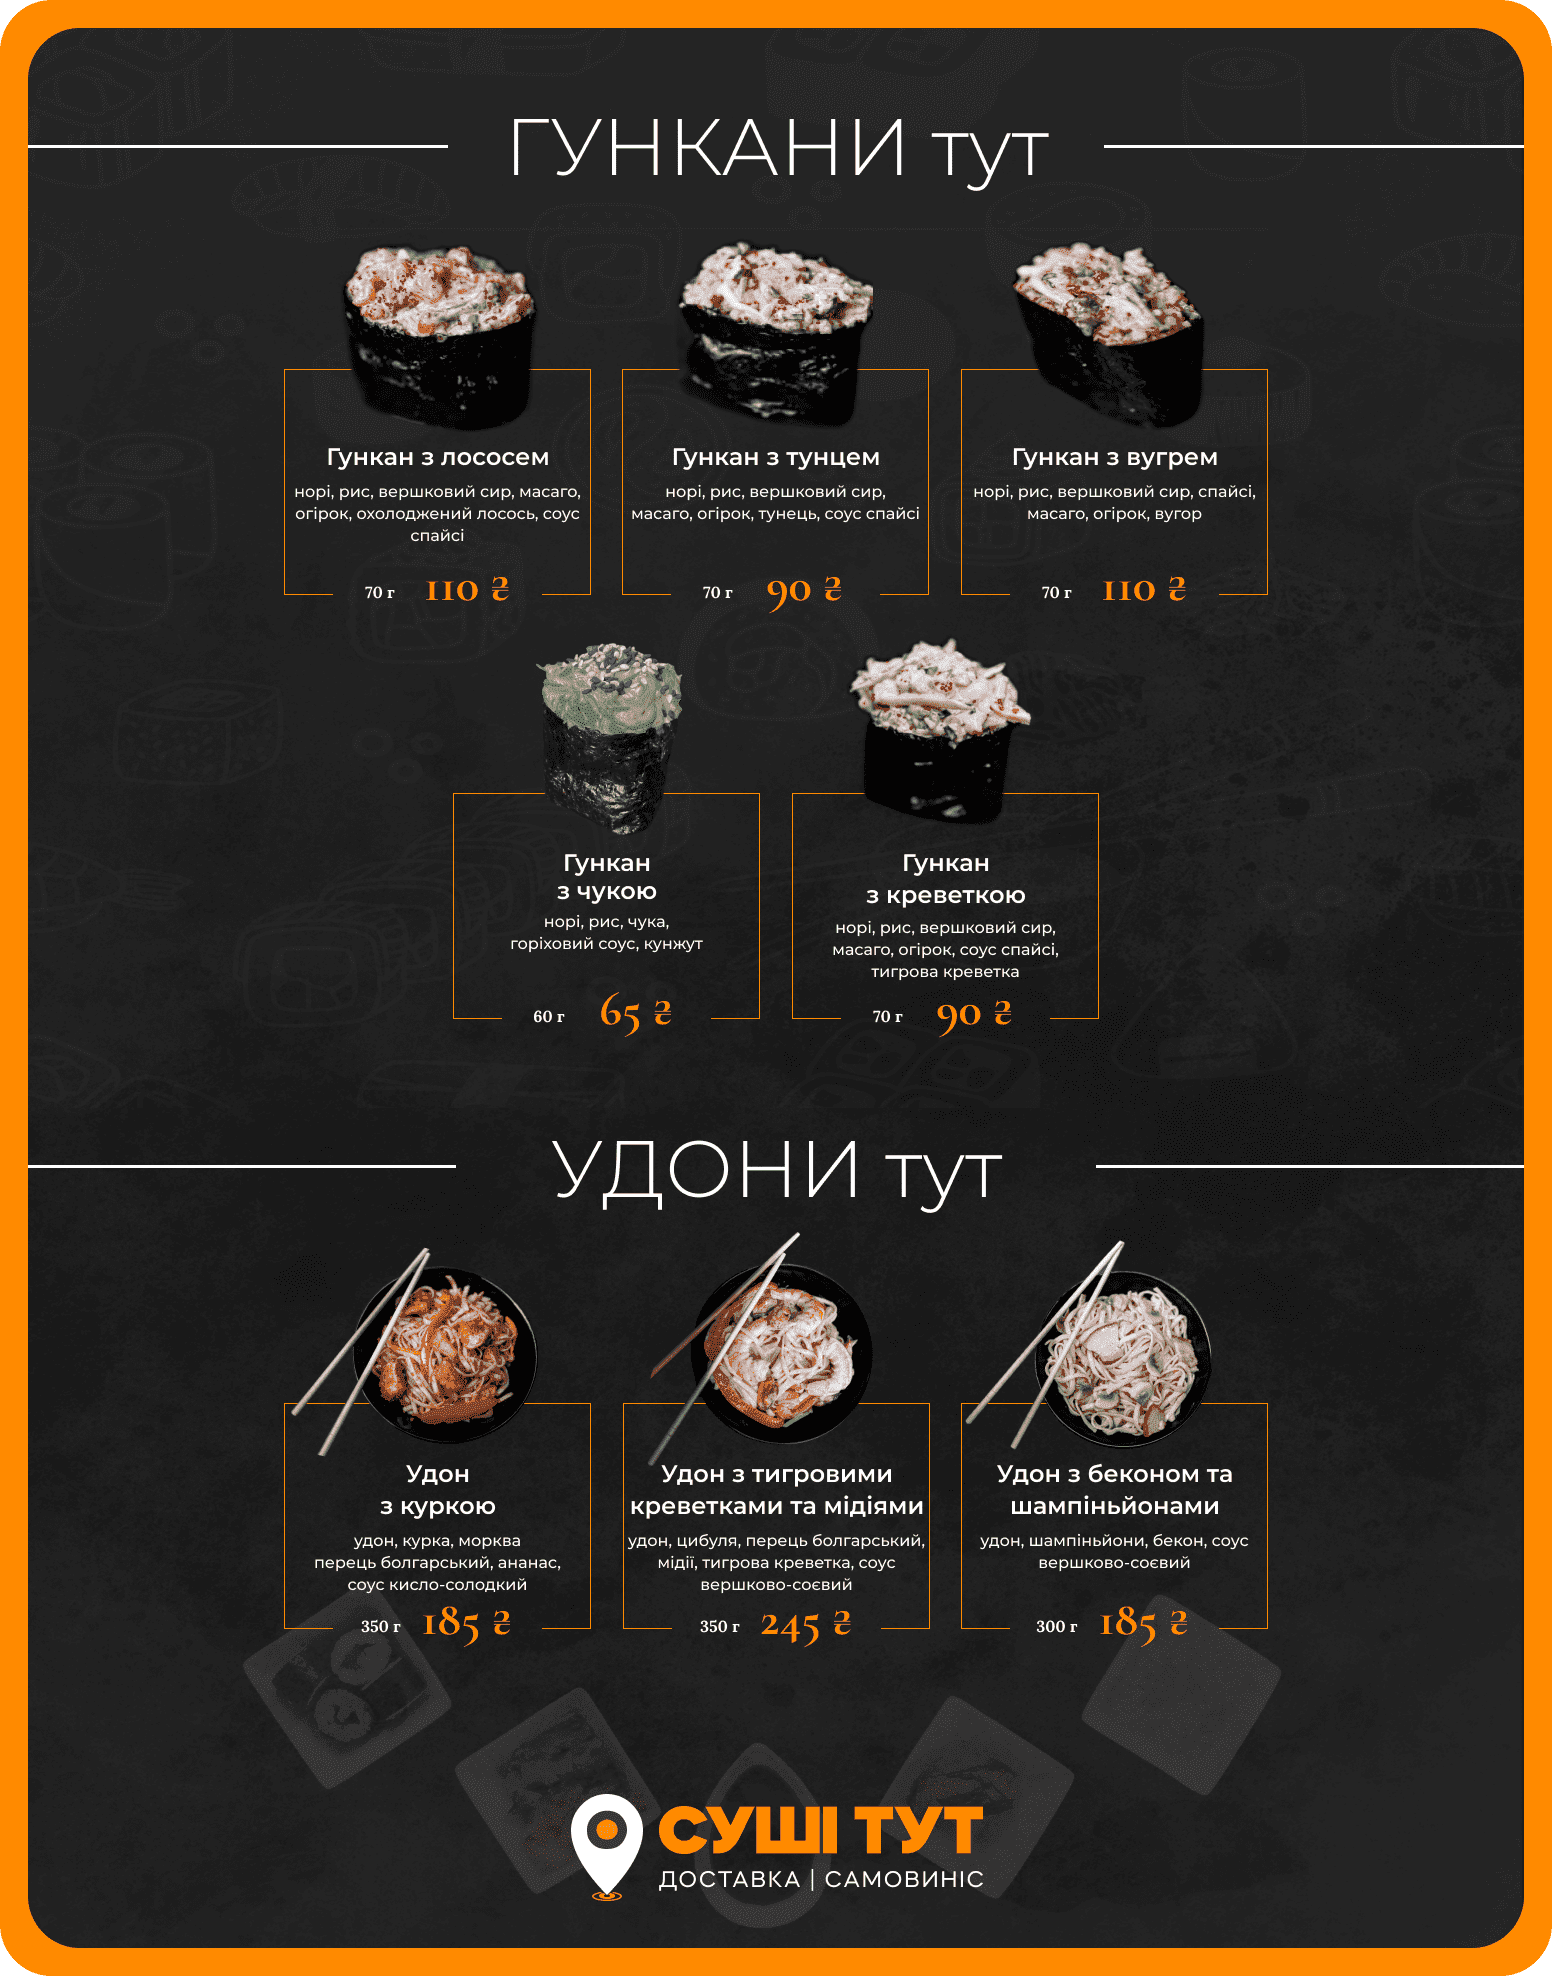 ГУНКАНИ тут
Гункан з лососем
норі, рис, вершковий сир, масаго,
огірок, охолоджений лосось, соус
спайсі
70 г 110 ₴
Гункан з тунцем
норі, рис, вершковий сир,
масаго, огірок, тунець, соус спайсі
70 г 90 ₴
Гункан з вугрем
норі, рис, вершковий сир, спайсі,
масаго, огірок, вугор
70 г 110 ₴
Гункан
з чукою
норі, рис, чука,
горіховий соус, кунжут
60 г 65 ₴
Гункан
з креветкою
норі, рис, вершковий сир,
масаго, огірок, соус спайсі,
тигрова креветка
70 г 90 ₴
УДОНИ тут
Удон
з куркою
удон, курка, морква
перець болгарський, ананас,
соус кисло-солодкий
350 г 185 ₴
Удон з тигровими
креветками та мідіями
удон, цибуля, перець болгарський,
мідії, тигрова креветка, соус
вершково-соєвий
350 г 245 ₴
Удон з беконом та
шампіньйонами
удон, шампіньйони, бекон, соус
вершково-соєвий
300 г 185 ₴
СУШІ ТУТ
ДОСТАВКА | САМОВИНІС